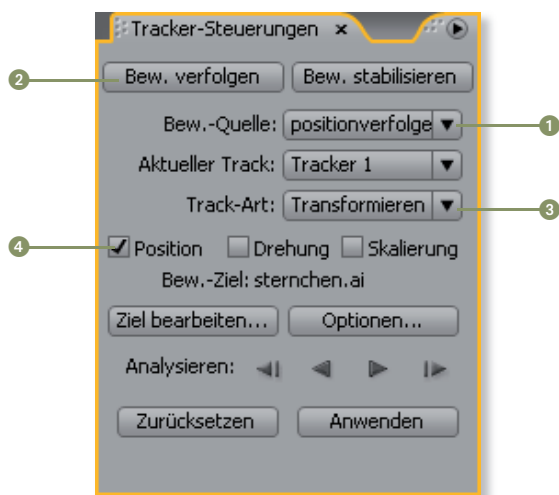 Tracker-Steuerungen x
2 Bew. verfolgen Bew. stabilisieren
Bew.-Quelle: positionverfolge 1
Aktueller Track: Tracker 1
Track-Art: Transformieren 3
4 Position Drehung Skalierung
Bew.-Ziel: sternchen.ai
Ziel bearbeiten... Optionen...
Analysieren:
Zurücksetzen Anwenden